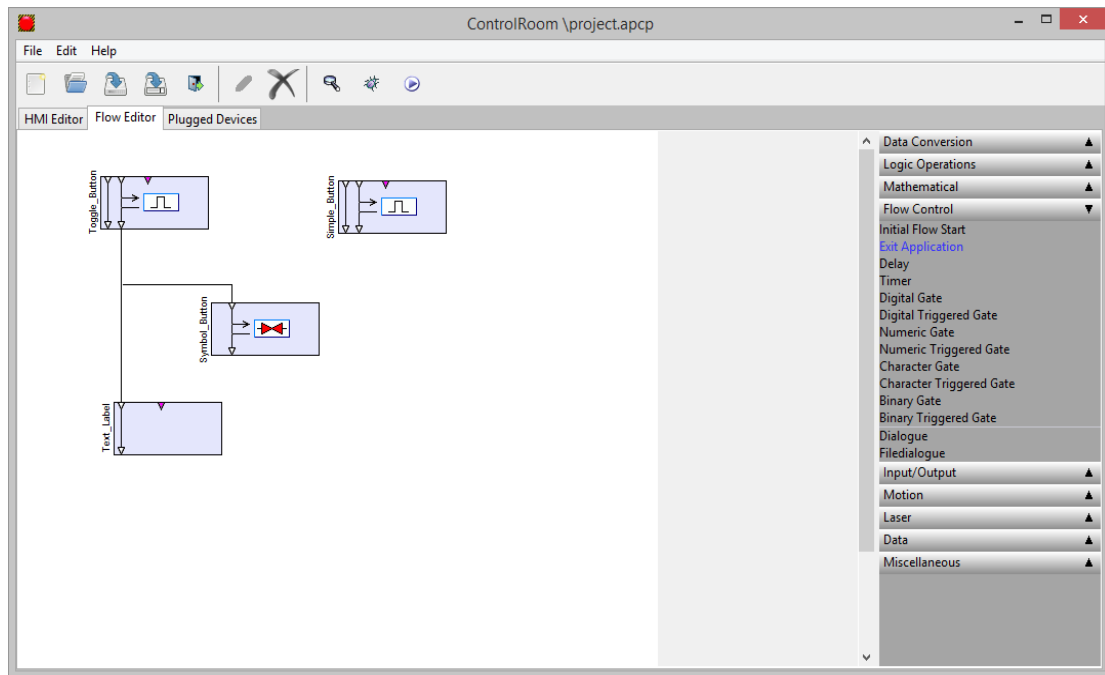 ControlRoom \project.apcp
File Edit Help
HMI Editor Flow Editor Plugged Devices
Toggle_Button
Simple_Button
Symbol_Button
Text_Label
Data Conversion
Logic Operations
Mathematical
Flow Control
Initial Flow Start
Exit Application
Delay
Timer
Digital Gate
Digital Triggered Gate
Numeric Gate
Numeric Triggered Gate
Character Gate
Character Triggered Gate
Binary Gate
Binary Triggered Gate
Dialogue
Filedialogue
Input/Output
Motion
Laser
Data
Miscellaneous